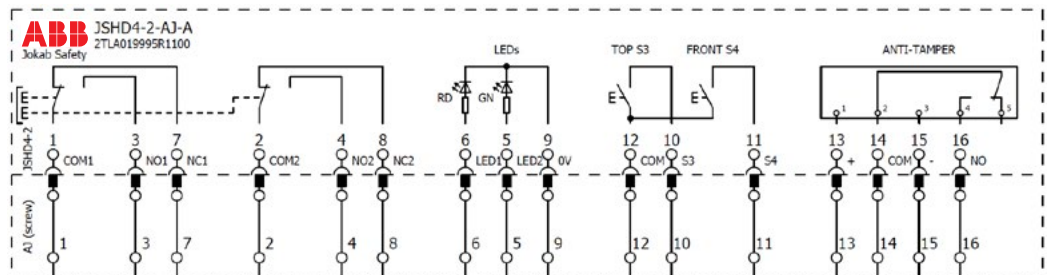 ABB JSHD4-2-AJ-A
2TLA019995R1100
Jokab Safety
LEDs TOP S3 FRONT S4 ANTI-TAMPER
RD GN
E E E
E
1 2 3 4 5
1 3 7 2 4 8 6 5 9 12 10 11 13 14 15 16
COM1 NO1 NC1 COM2 NO2 NC2 LED1 LED2 0V COM S3 S4 + COM - NO
JSHD4-2
AJ (screw)
1 3 7 2 4 8 6 5 9 12 10 11 13 14 15 16